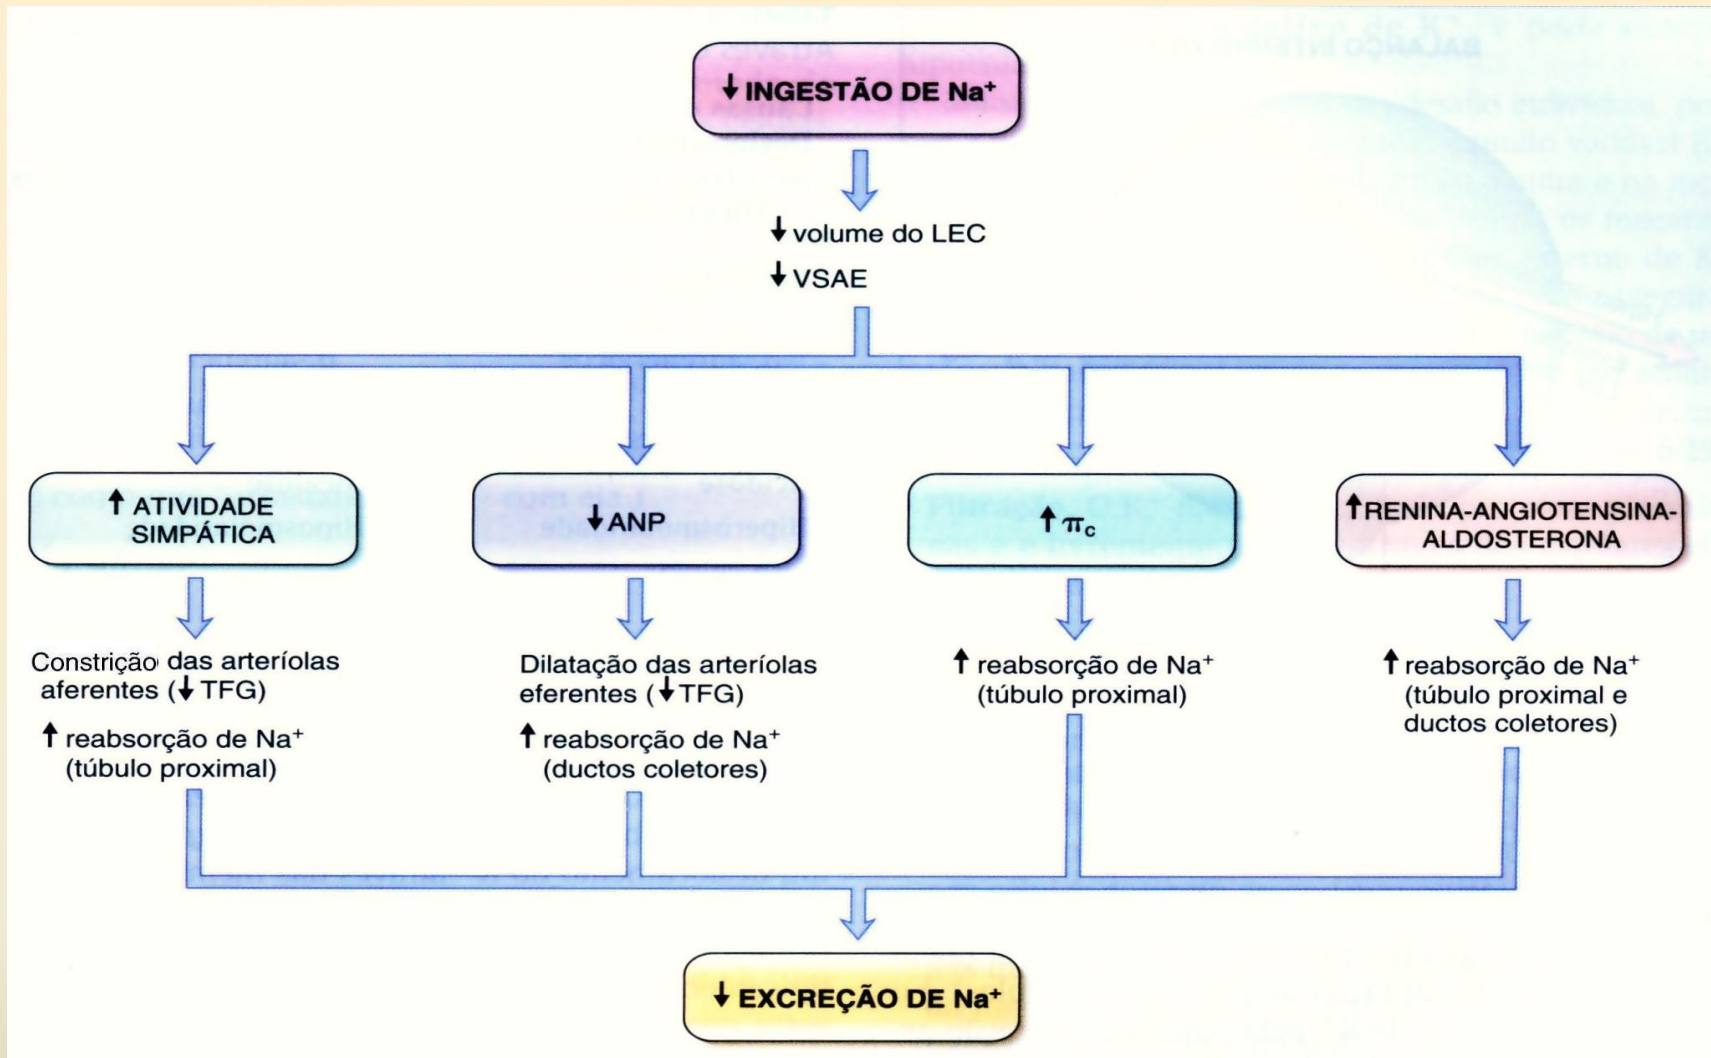 ↓ INGESTÃO DE Na⁺
↓ volume do LEC
↓ VSAE
↑ ATIVIDADE
SIMPÁTICA
Constrição das arteríolas
aferentes (↓ TFG)
↑ reabsorção de Na⁺
(túbulo proximal)
↓ ANP
Dilatação das arteríolas
eferentes (↓ TFG)
↑ reabsorção de Na⁺
(ductos coletores)
↑ πc
↑ reabsorção de Na⁺
(túbulo proximal)
↑ RENINA-ANGIOTENSINA-
ALDOSTERONA
↑ reabsorção de Na⁺
(túbulo proximal e
ductos coletores)
↓ EXCREÇÃO DE Na⁺